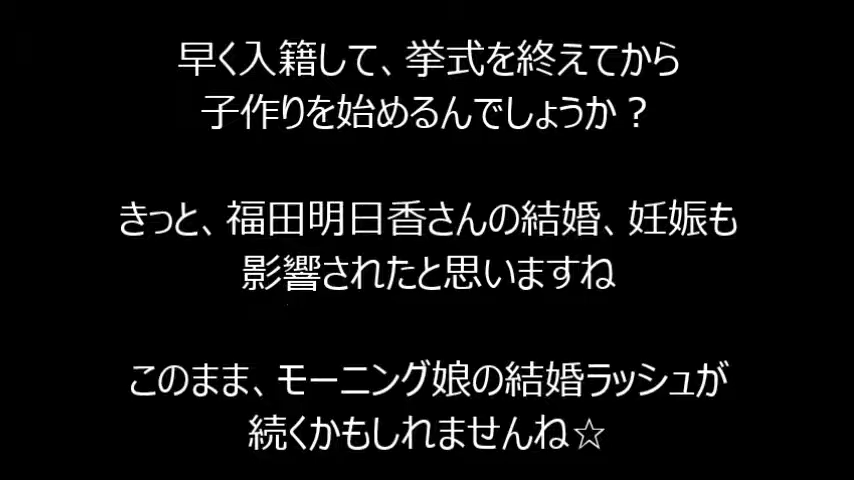 早く入籍して、挙式を終えてから
子作りを始めるんでしょうか？
きっと、福田明日香さんの結婚、妊娠も
影響されたと思いますね
このまま、モーニング娘の結婚ラッシュが
続くかもしれませんね☆